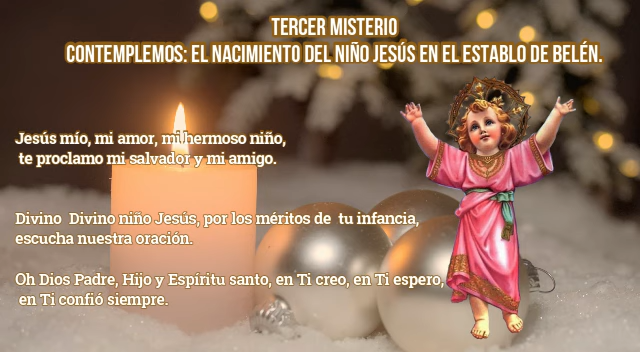 TERCER MISTERIO
CONTEMPLEMOS: EL NACIMIENTO DEL NIÑO JESÚS EN EL ESTABLO DE BELÉN.
Jesús mío, mi amor, mi hermoso niño,
te proclamo mi salvador y mi amigo.
Divino Divino niño Jesús, por los méritos de tu infancia,
escucha nuestra oración.
Oh Dios Padre, Hijo y Espíritu santo, en Ti creo, en Ti espero,
en Ti confió siempre.